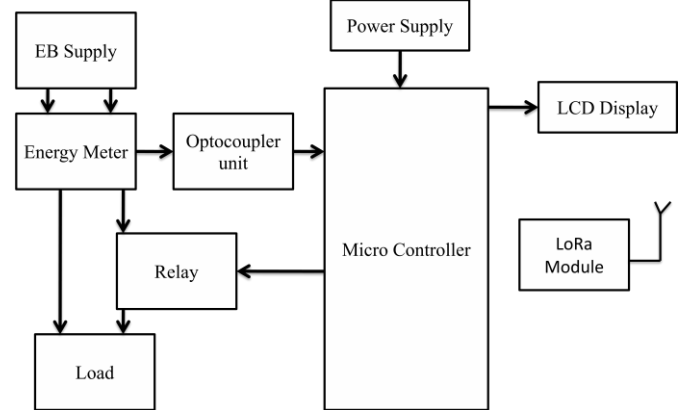 EB Supply
Power Supply
LCD Display
Energy Meter
Optocoupler
unit
Micro Controller
LoRa
Module
Relay
Load